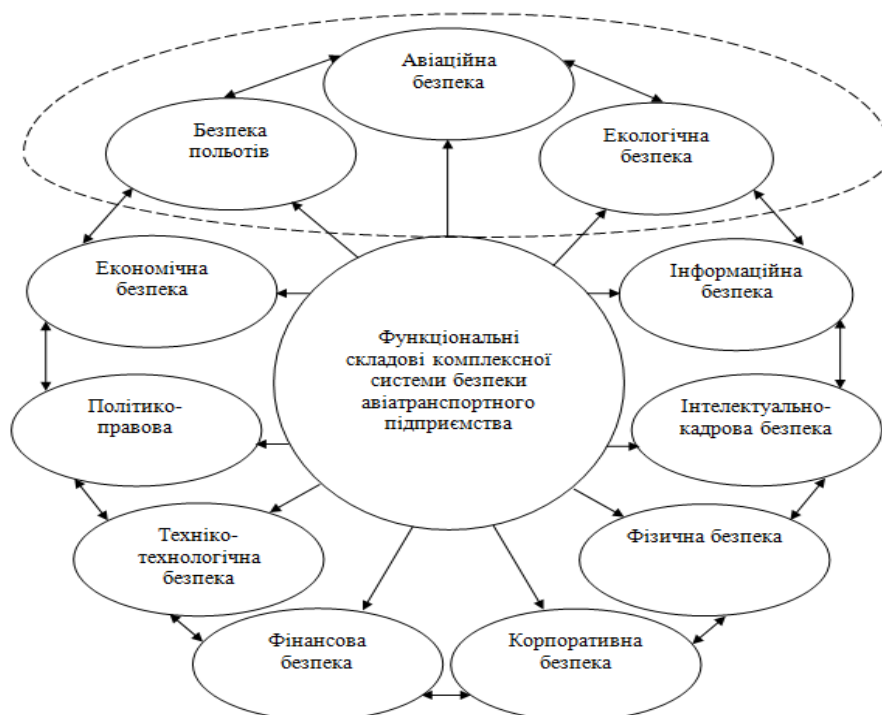 Авіаційна
безпека
Безпека
польотів
Екологічна
безпека
Економічна
безпека
Інформаційна
безпека
Функціональні
складові комплексної
системи безпеки
авіатранспортного
підприємства
Політико-
правова
Інтелектуально-
кадрова безпека
Техніко-
технологічна
безпека
Фізична безпека
Фінансова
безпека
Корпоративна
безпека